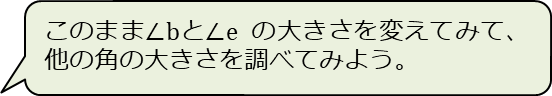 このまま∠bと∠e の大きさを変えてみて、
他の角の大きさを調べてみよう。